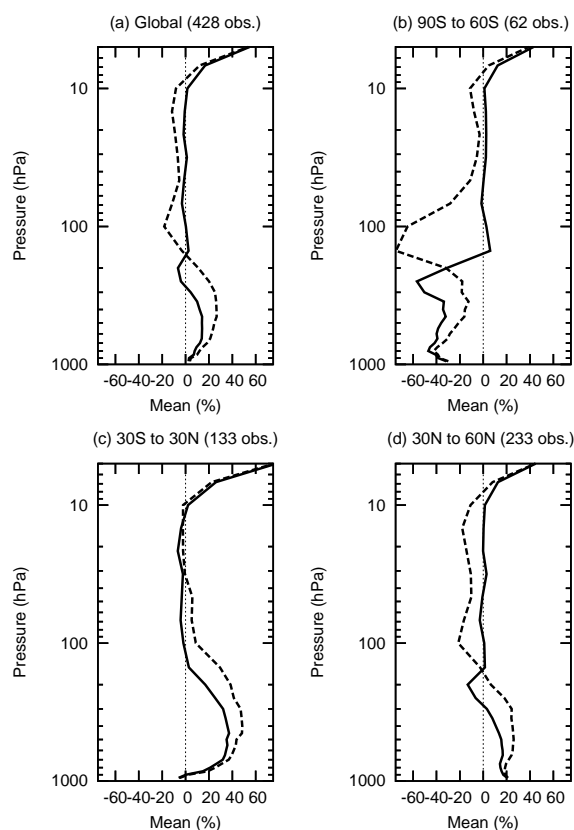 (a) Global (428 obs.)
10
100
1000
Pressure (hPa)
-60 -40 -20 0 20 40 60
Mean (%)
(b) 90S to 60S (62 obs.)
10
100
1000
Pressure (hPa)
-60 -40 -20 0 20 40 60
Mean (%)
(c) 30S to 30N (133 obs.)
10
100
1000
Pressure (hPa)
-60 -40 -20 0 20 40 60
Mean (%)
(d) 30N to 60N (233 obs.)
10
100
1000
Pressure (hPa)
-60 -40 -20 0 20 40 60
Mean (%)